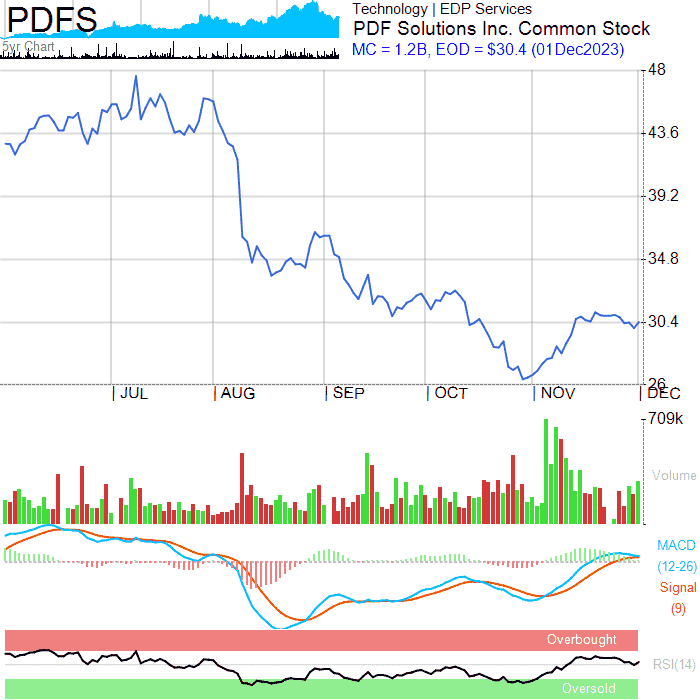 PDFS
5yr Chart
Technology | EDP Services
PDF Solutions Inc. Common Stock
MC = 1.2B, EOD = $30.4 (01Dec2023)
48
43.6
39.2
34.8
30.4
26
| JUL | AUG | SEP | OCT | NOV | DEC
709k
Volume
MACD
(12-26)
Signal
(9)
Overbought
RSI(14)
Oversold